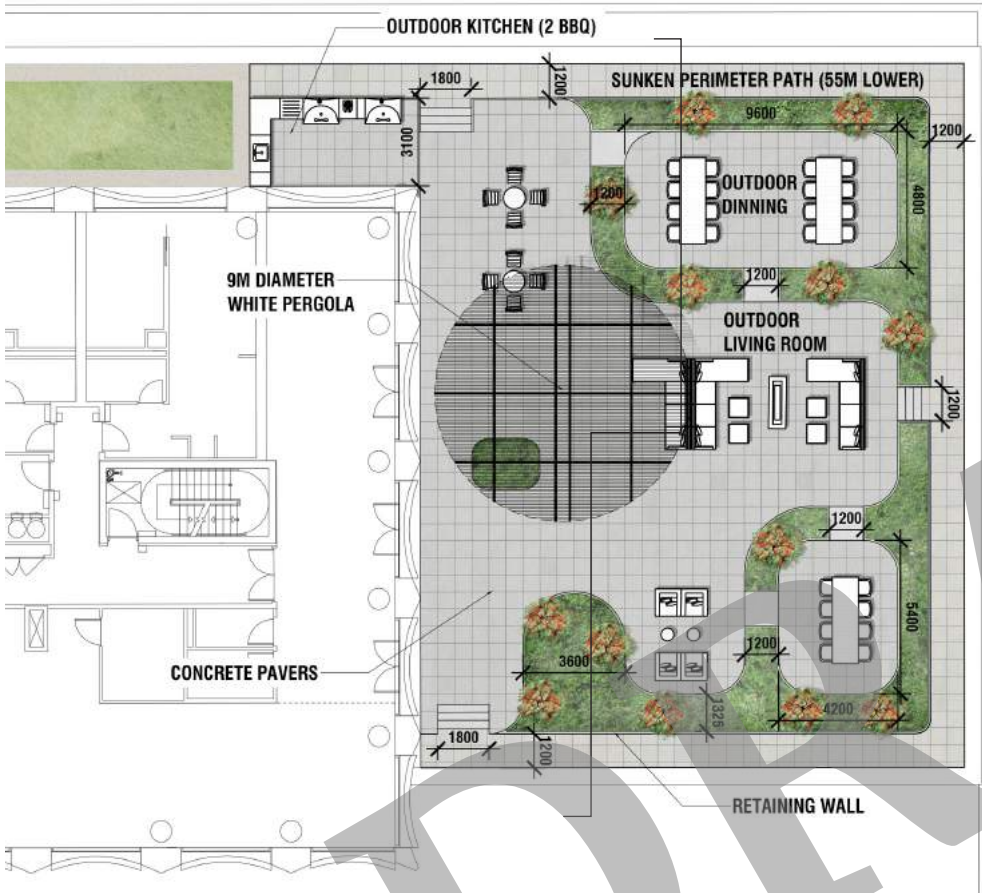 OUTDOOR KITCHEN (2 BBQ)
1800
1200
SUNKEN PERIMETER PATH (55M LOWER)
9600
1200
3100
4800
1200
OUTDOOR
DINNING
9M DIAMETER
WHITE PERGOLA
1200
OUTDOOR
LIVING ROOM
1200
1200
5400
3600
1200
CONCRETE PAVERS
1325
4200
1800
1200
RETAINING WALL
DRA